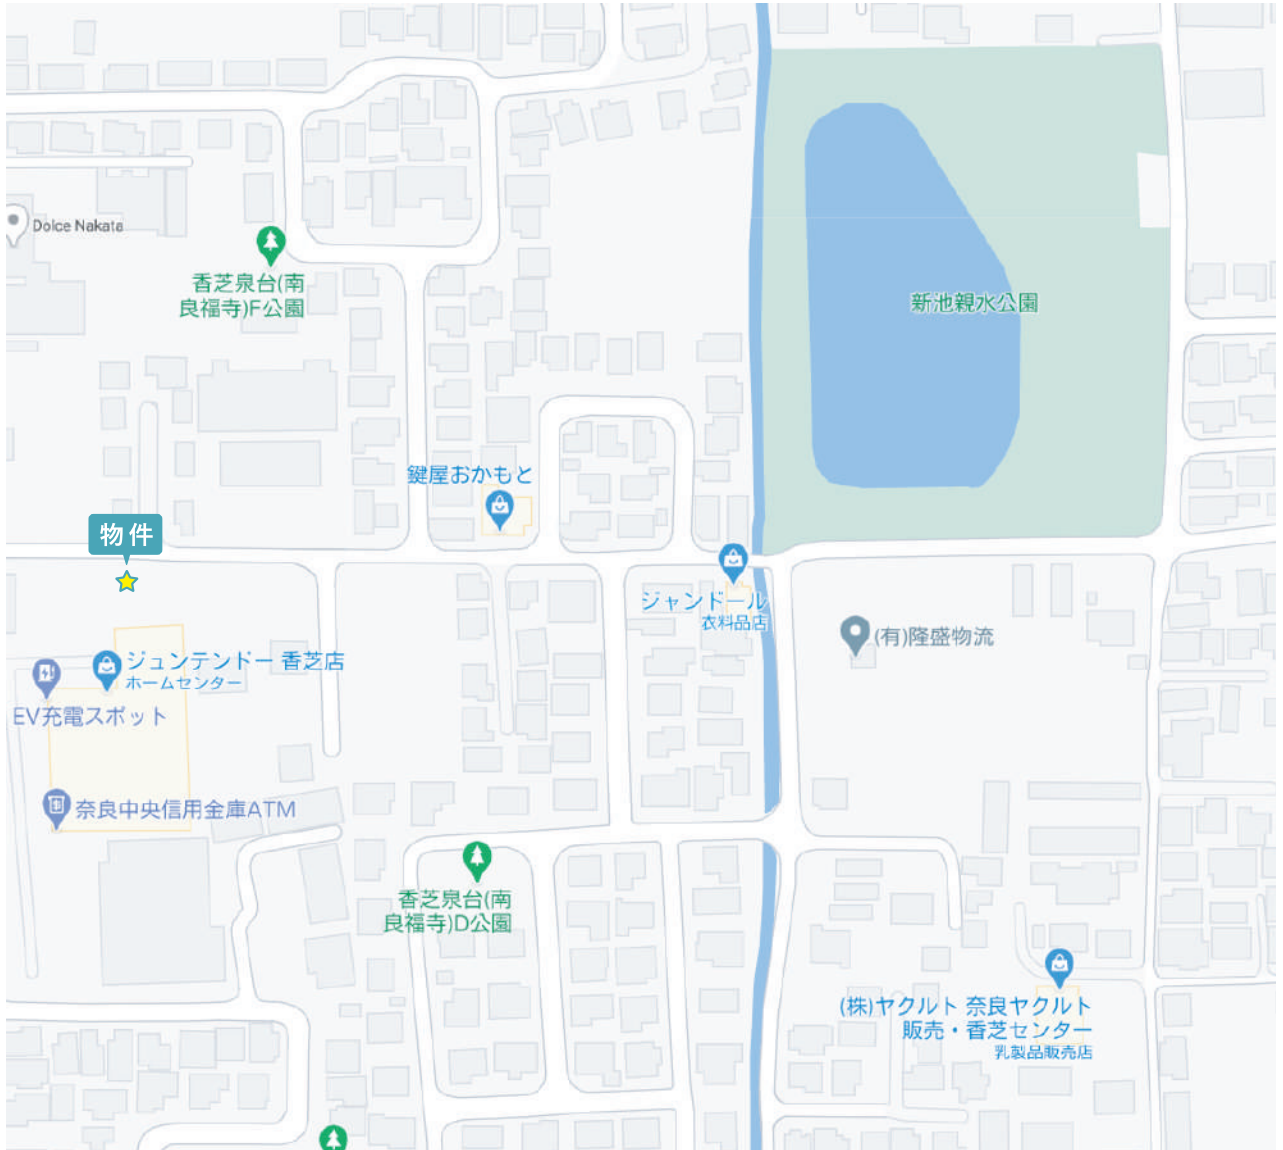 Dolce Nakata
香芝泉台(南
良福寺)F公園
新池親水公園
鍵屋おかもと
物件
ジャンドール
衣料品店
(有)隆盛物流
ジュンテンドー 香芝店
ホームセンター
EV充電スポット
奈良中央信用金庫ATM
香芝泉台(南
良福寺)D公園
(株)ヤクルト 奈良ヤクルト
販売・香芝センター
乳製品販売店